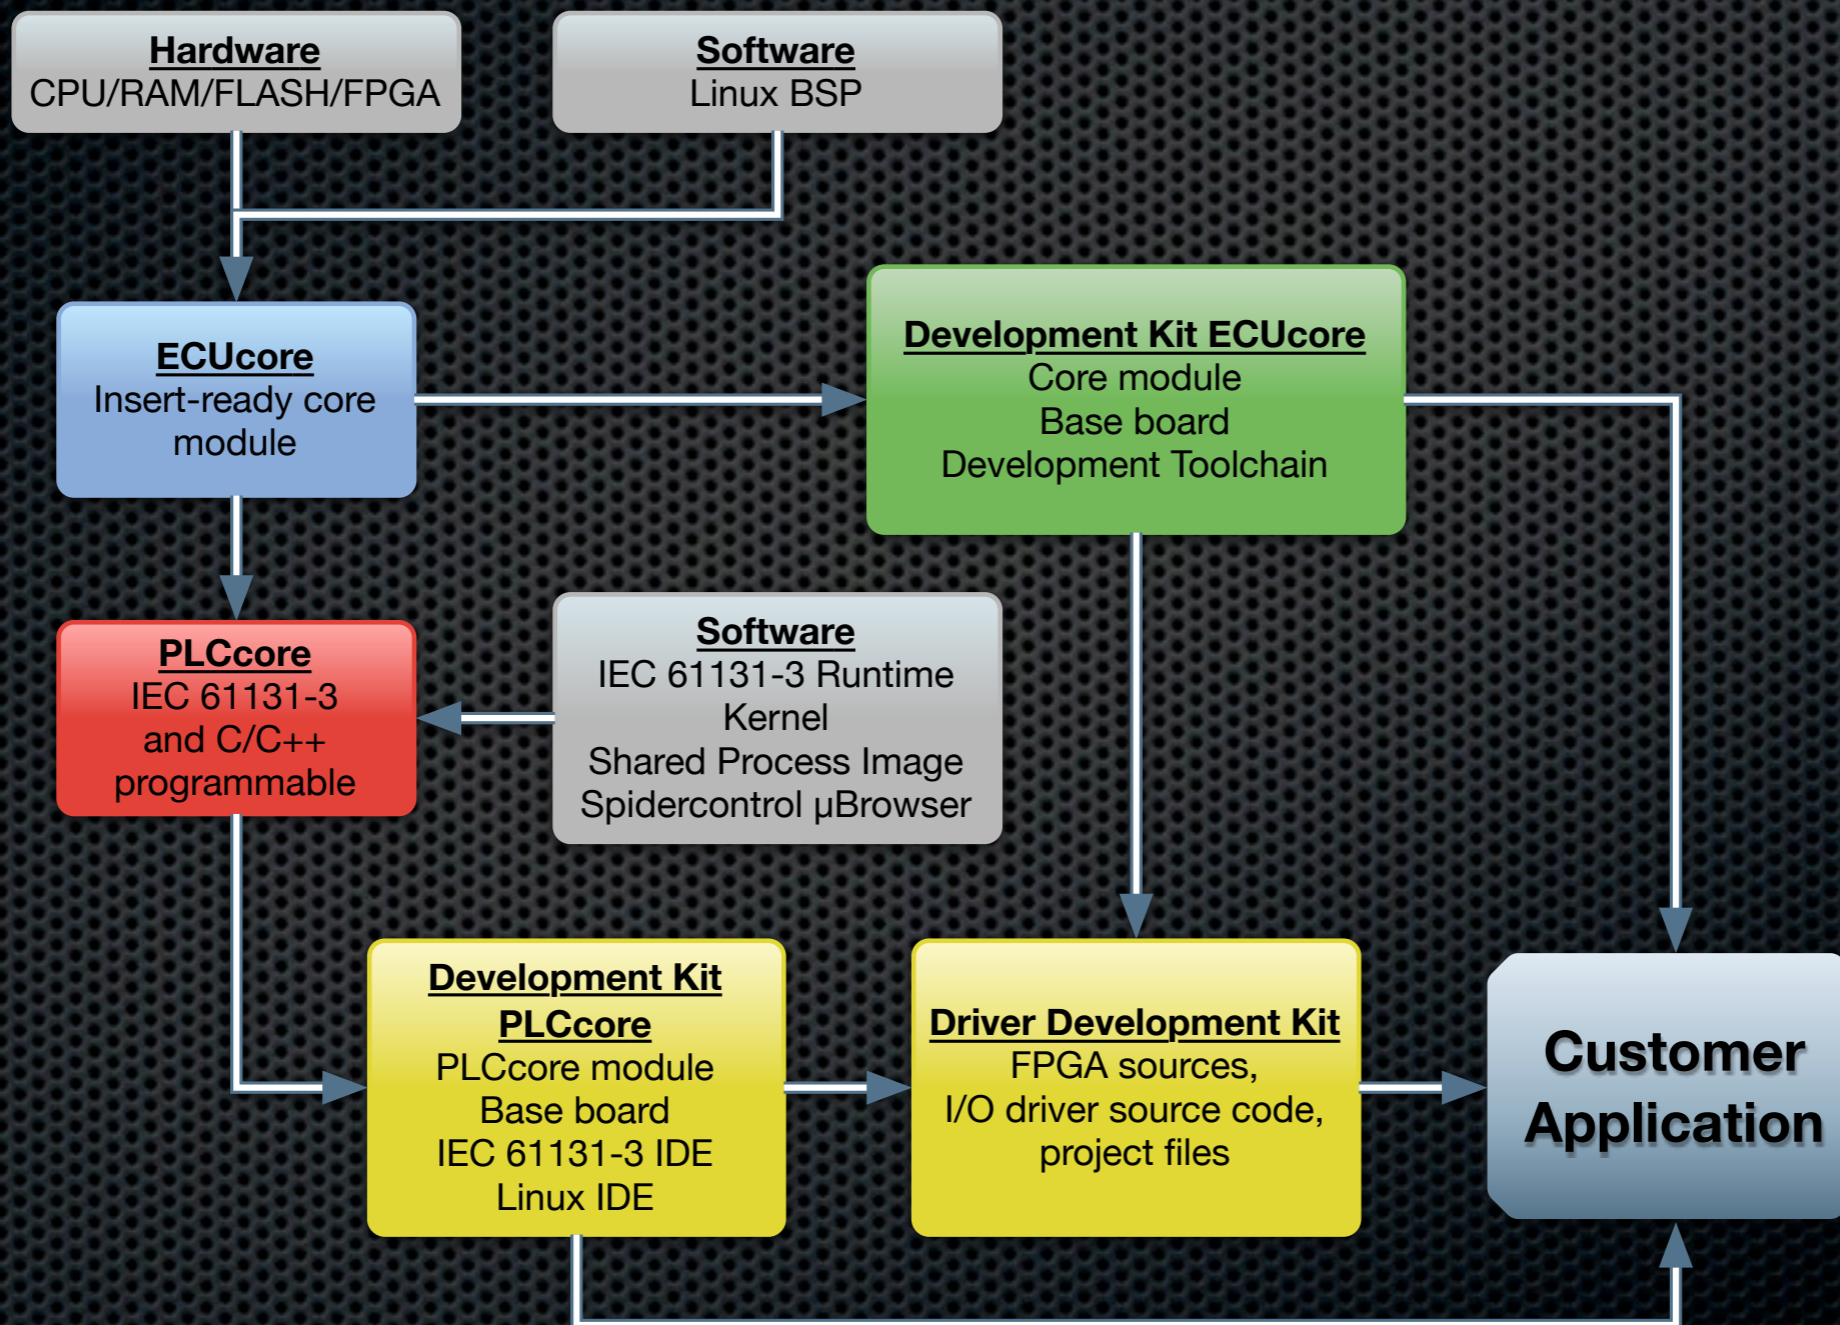 Hardware
CPU/RAM/FLASH/FPGA
Software
Linux BSP
ECUcore
Insert-ready core
module
Development Kit ECUcore
Core module
Base board
Development Toolchain
PLCcore
IEC 61131-3
and C/C++
programmable
Software
IEC 61131-3 Runtime
Kernel
Shared Process Image
Spidercontrol µBrowser
Development Kit
PLCcore
PLCcore module
Base board
IEC 61131-3 IDE
Linux IDE
Driver Development Kit
FPGA sources,
I/O driver source code,
project files
Customer
Application